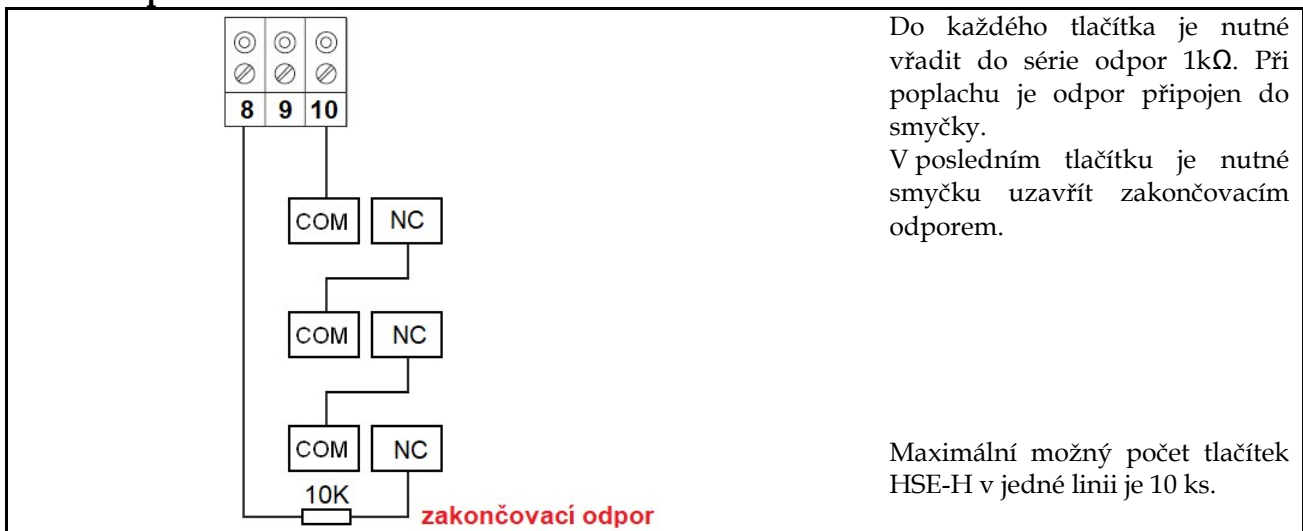 8 9 10
COM NC
COM NC
COM NC
10K
zakončovací odpor
Do každého tlačítka je nutné
vřadit do série odpor 1kΩ. Při
poplachu je odpor připojen do
smyčky.
V posledním tlačítku je nutné
smyčku uzavřít zakončovacím
odporem.
Maximální možný počet tlačítek
HSE-H v jedné linii je 10 ks.